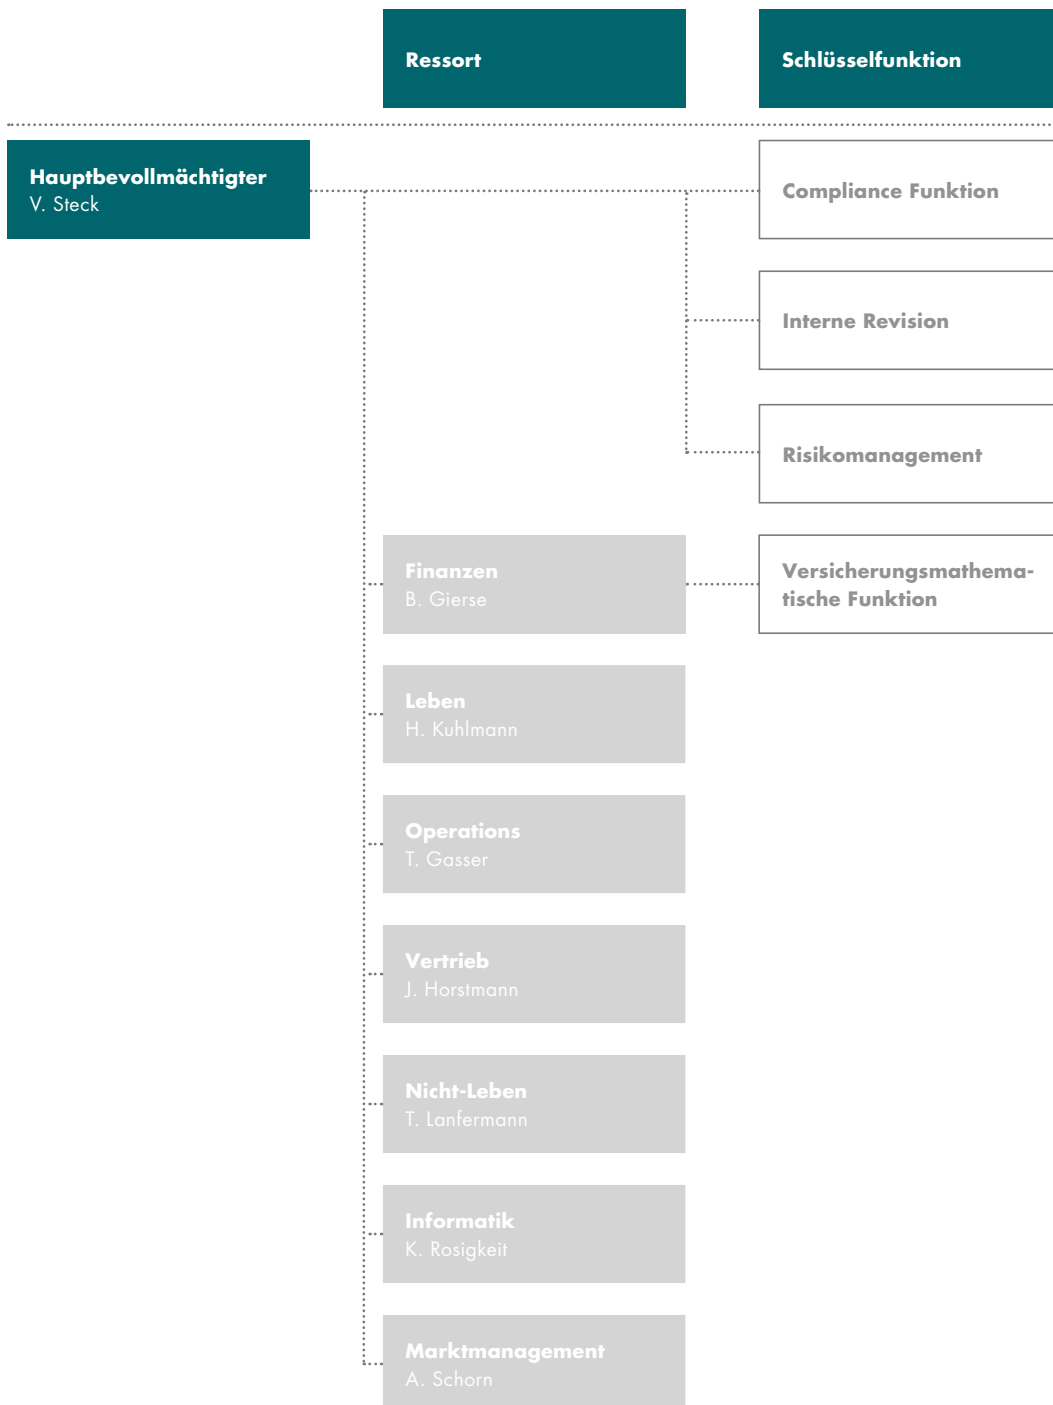 Ressort
Schlüsselfunktion
Hauptbevollmächtigter
V. Steck
Compliance Funktion
Interne Revision
Risikomanagement
Finanzen
B. Gierse
Versicherungsmathema-
tische Funktion
Leben
H. Kuhlmann
Operations
T. Gasser
Vertrieb
J. Horstmann
Nicht-Leben
T. Lanfermann
Informatik
K. Rosigkeit
Marktmanagement
A. Schorn